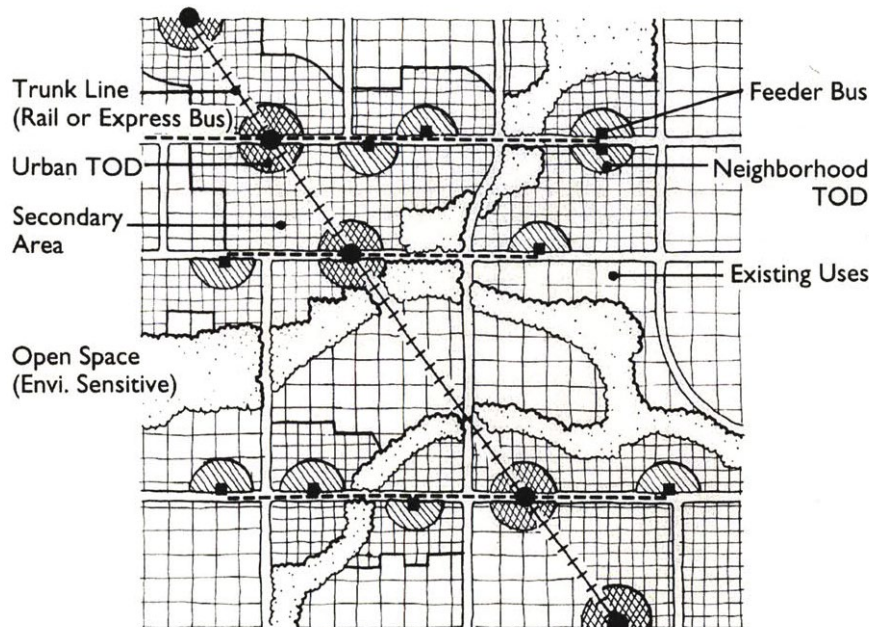 Trunk Line
(Rail or Express Bus)
Urban TOD
Secondary
Area
Open Space
(Envi. Sensitive)
Feeder Bus
Neighborhood
TOD
Existing Uses